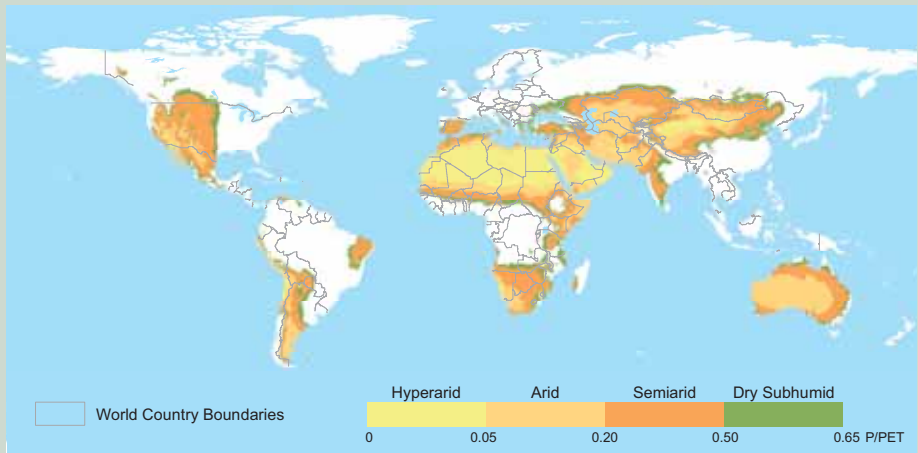 Hyperarid Arid Semiarid Dry Subhumid
World Country Boundaries
0 0.05 0.20 0.50 0.65 P/PET